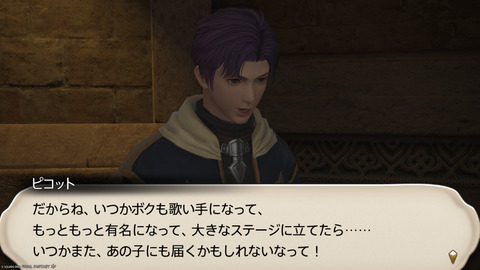 ピコット
だからね、いつかボクも歌い手になって、
もっともっと有名になって、大きなステージに立てたら……
いつかまた、あの子にも届くかもしれないなって！